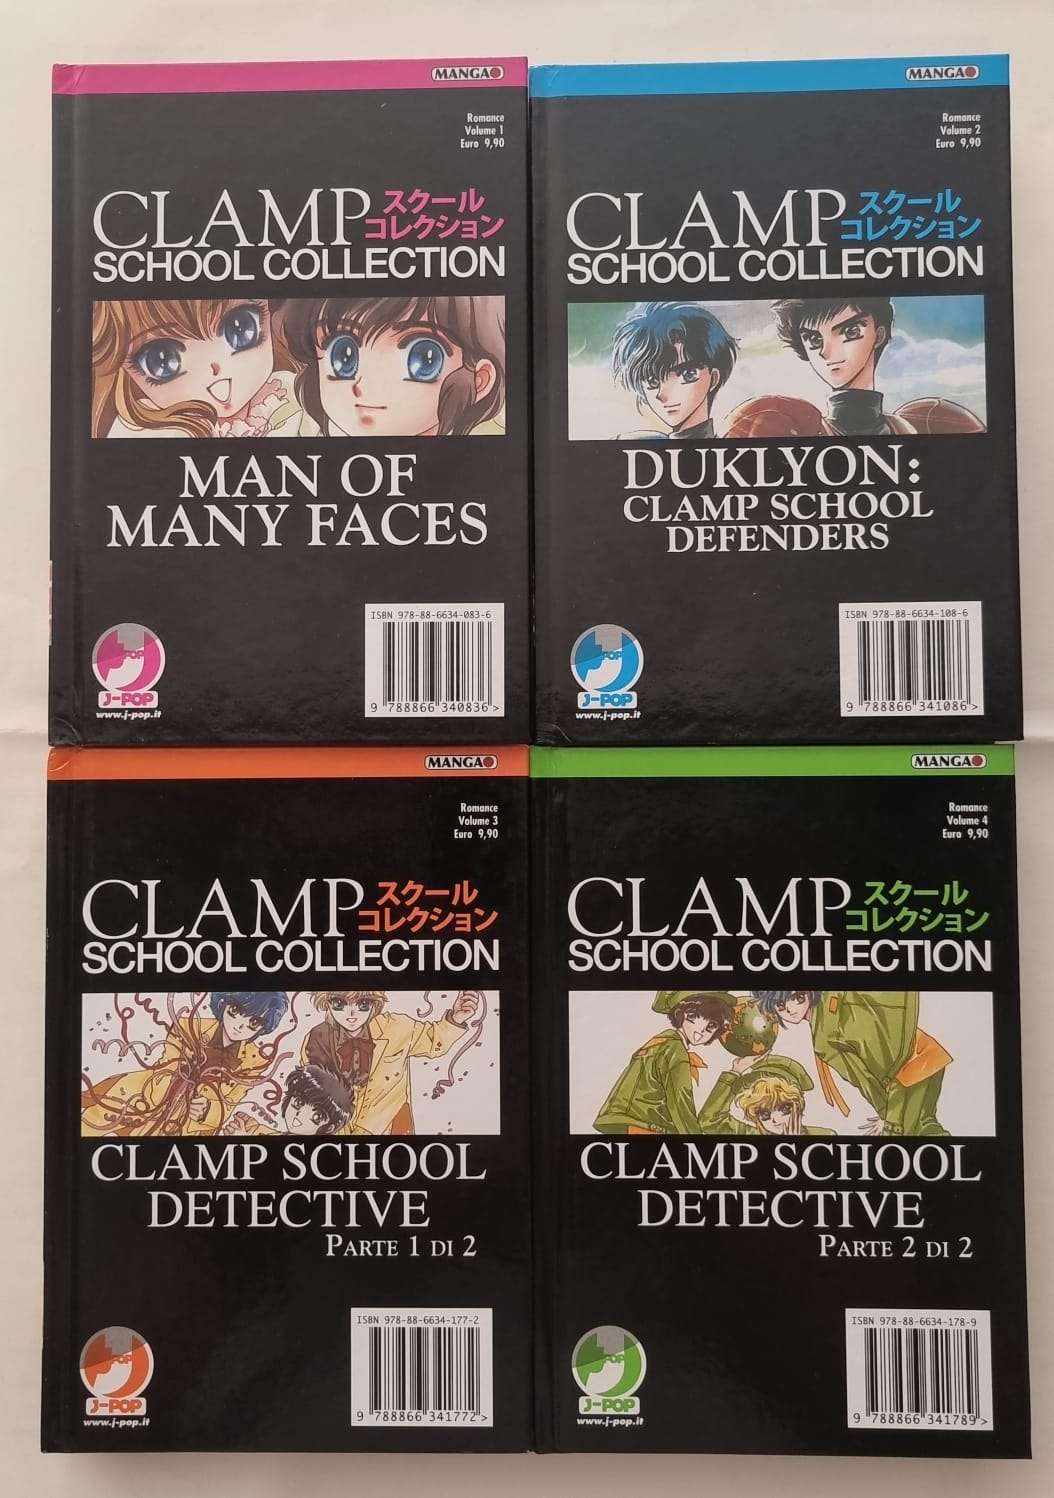 MANGA
Romance
Volume 1
Euro 9,90
CLAMP スクール
コレクション
SCHOOL COLLECTION
MAN OF
MANY FACES
ISBN 978-88-6634-083-6
9 788866 340836 >
J-POP
www.j-pop.it
MANGA
Romance
Volume 2
Euro 9,90
CLAMP スクール
コレクション
SCHOOL COLLECTION
DUKLYON:
CLAMP SCHOOL
DEFENDERS
ISBN 978-88-6634-108-6
9 788866 341086 >
POP
J-POP
www.j-pop.it
MANGA
Romance
Volume 3
Euro 9,90
CLAMP スクール
コレクション
SCHOOL COLLECTION
CLAMP SCHOOL
DETECTIVE
PARTE 1 DI 2
ISBN 978-88-6634-177-2
9 788866 341772 >
POP
J-POP
www.j-pop.it
MANGA
Romance
Volume 4
Euro 9,90
CLAMP スクール
コレクション
SCHOOL COLLECTION
CLAMP SCHOOL
DETECTIVE
PARTE 2 DI 2
ISBN 978-88-6634-178-9
9 788866 341789 >
POP
J-POP
www.j-pop.it